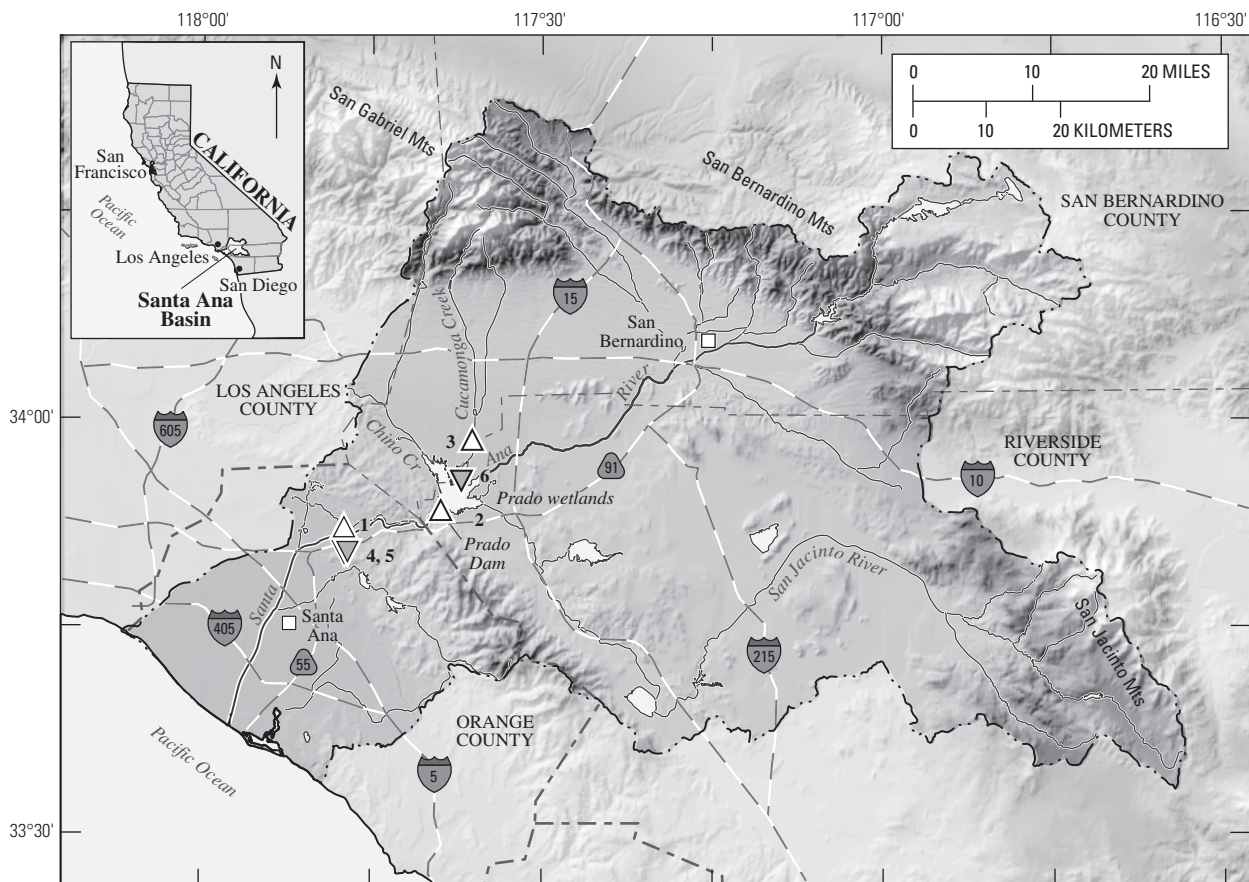 118°00'
117°30'
117°00'
116°30'
N
CALIFORNIA
San
Francisco
Pacific
Ocean
Los Angeles
San Diego
Santa Ana
Basin
0 10 20 MILES
0 10 20 KILOMETERS
San Gabriel Mts
San Bernardino Mts
SAN BERNARDINO
COUNTY
15
Cucamonga Creek
San
Bernardino
River
LOS ANGELES
COUNTY
34°00'
605
Chino Cr
3
Ana
91
RIVERSIDE
COUNTY
10
6
Prado wetlands
2
1
4, 5
Prado
Dam
San Jacinto River
Santa
405
Santa
Ana
55
215
San Jacinto Mts
ORANGE
COUNTY
Pacific Ocean
5
33°30'